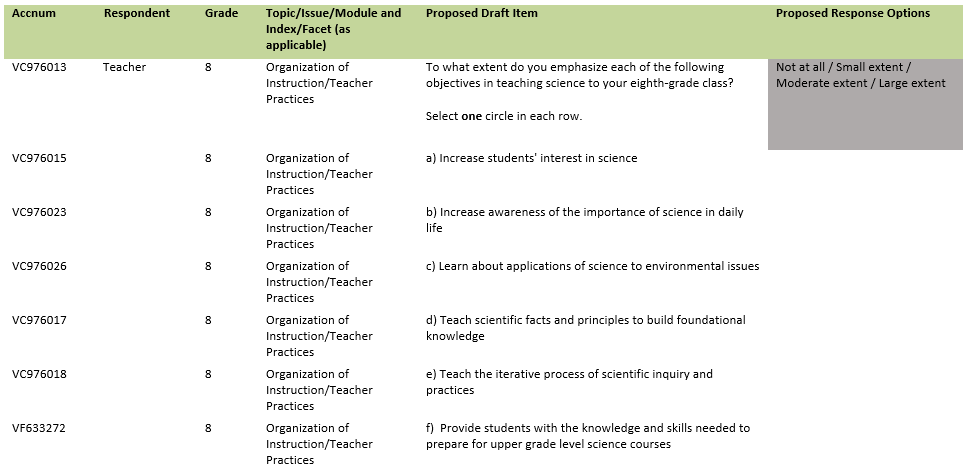 Accnum Respondent Grade Topic/Issue/Module and Index/Facet (as applicable) Proposed Draft Item Proposed Response Options
VC976013 Teacher 8 Organization of Instruction/Teacher Practices To what extent do you emphasize each of the following objectives in teaching science to your eighth-grade class? Select one circle in each row. Not at all / Small extent / Moderate extent / Large extent
VC976015 8 Organization of Instruction/Teacher Practices a) Increase students' interest in science
VC976023 8 Organization of Instruction/Teacher Practices b) Increase awareness of the importance of science in daily life
VC976026 8 Organization of Instruction/Teacher Practices c) Learn about applications of science to environmental issues
VC976017 8 Organization of Instruction/Teacher Practices d) Teach scientific facts and principles to build foundational knowledge
VC976018 8 Organization of Instruction/Teacher Practices e) Teach the iterative process of scientific inquiry and practices
VF633272 8 Organization of Instruction/Teacher Practices f) Provide students with the knowledge and skills needed to prepare for upper grade level science courses